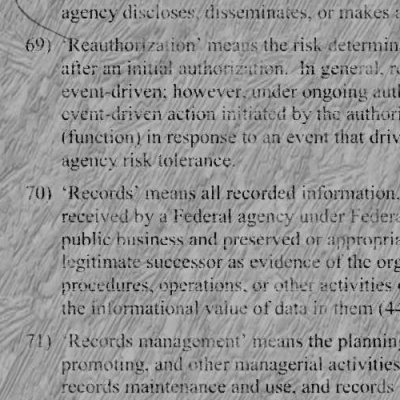 agency discloses, disseminates, or makes a
69) 'Reauthorization' means the risk determin
after an initial authorization. In general, r
event-driven; however, under ongoing auth
event-driven action initiated by the authori
(function) in response to an event that driv
agency risk tolerance.
70) 'Records' means all recorded information,
received by a Federal agency under Federa
public business and preserved or appropria
legitimate successor as evidence of the org
procedures, operations, or other activities
the informational value of data in them (44
71) 'Records management' means the planning
promoting, and other managerial activities
records maintenance and use, and records